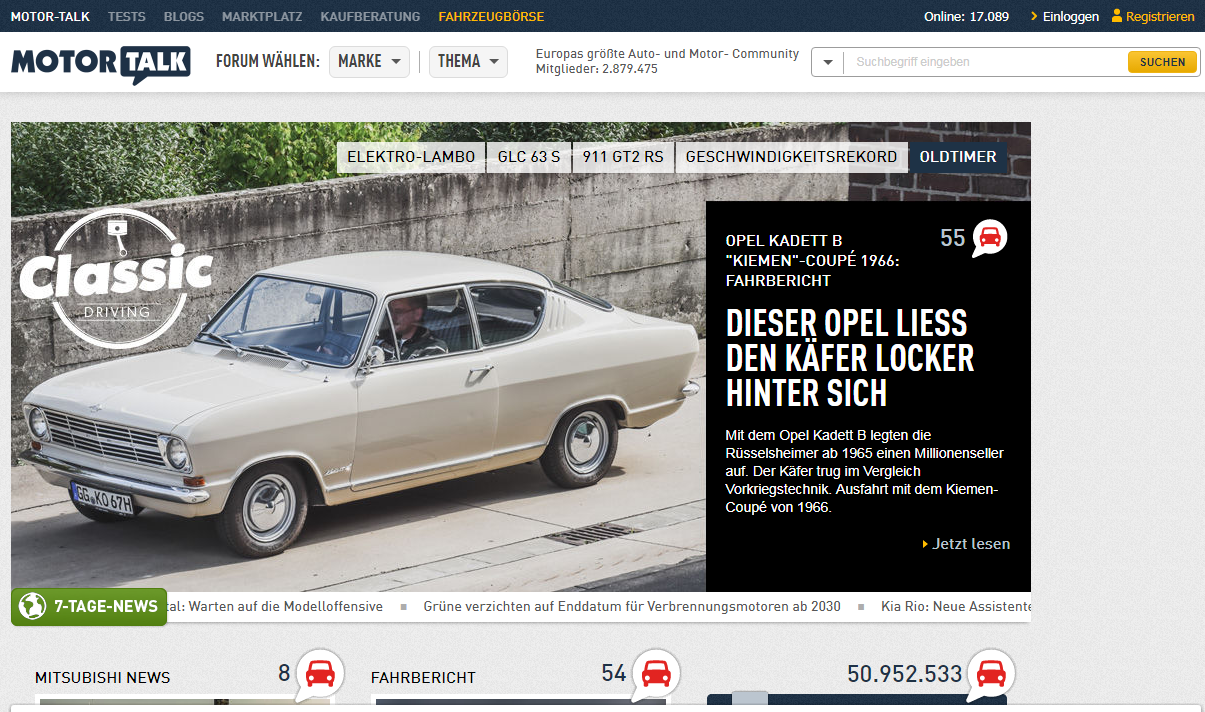 MOTOR-TALK TESTS BLOGS MARKTPLATZ KAUFBERATUNG FAHRZEUGBÖRSE Online: 17.089 Einloggen Registrieren
MOTOR TALK FORUM WÄHLEN: MARKE THEMA
Europas größte Auto- und Motor- Community
Mitglieder: 2.879.475
Suchbegriff eingeben SUCHEN
ELEKTRO-LAMBO GLC 63 S 911 GT2 RS GESCHWINDIGKEITSREKORD OLDTIMER
Classic
DRIVING
GG KO 67H
55
OPEL KADETT B
"KIEMEN"-COUPÉ 1966:
FAHRBERICHT
DIESER OPEL LIESS
DEN KÄFER LOCKER
HINTER SICH
Mit dem Opel Kadett B legten die
Rüsselsheimer ab 1965 einen Millionenseller
auf. Der Käfer trug im Vergleich
Vorkriegstechnik. Ausfahrt mit dem Kiemen-
Coupé von 1966.
Jetzt lesen
7-TAGE-NEWS tal: Warten auf die Modelloffensive ■ Grüne verzichten auf Enddatum für Verbrennungsmotoren ab 2030 ■ Kia Rio: Neue Assistente
MITSUBISHI NEWS 8 FAHRBERICHT 54 50.952.533